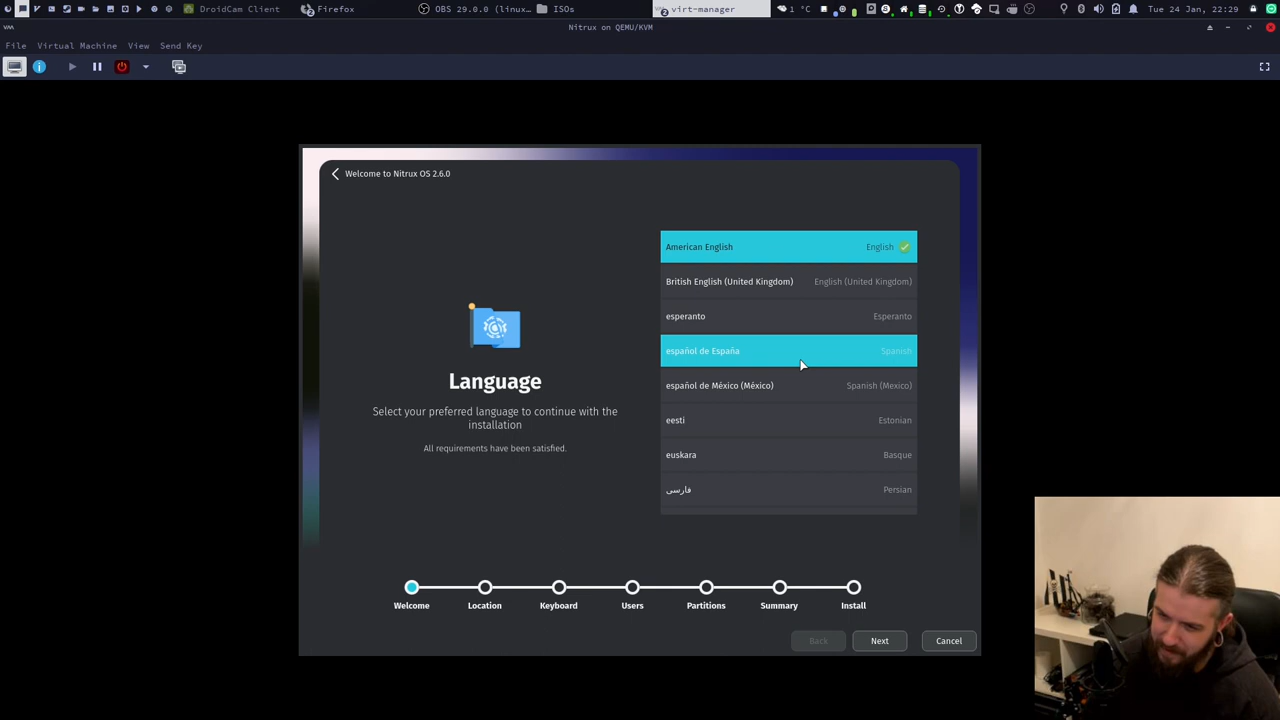 DroidCam Client
Firefox
OBS 29.0.0 (linux...
ISOs
virt-manager
1 °C
Tue 24 Jan, 22:29
Nitrux on QEMU/KVM
File Virtual Machine View Send Key
Welcome to Nitrux OS 2.6.0
American English English
British English (United Kingdom) English (United Kingdom)
esperanto Esperanto
español de España Spanish
español de México (México) Spanish (Mexico)
eesti Estonian
euskara Basque
فارسی Persian
Language
Select your preferred language to continue with the
installation
All requirements have been satisfied.
Welcome Location Keyboard Users Partitions Summary Install
Back Next Cancel